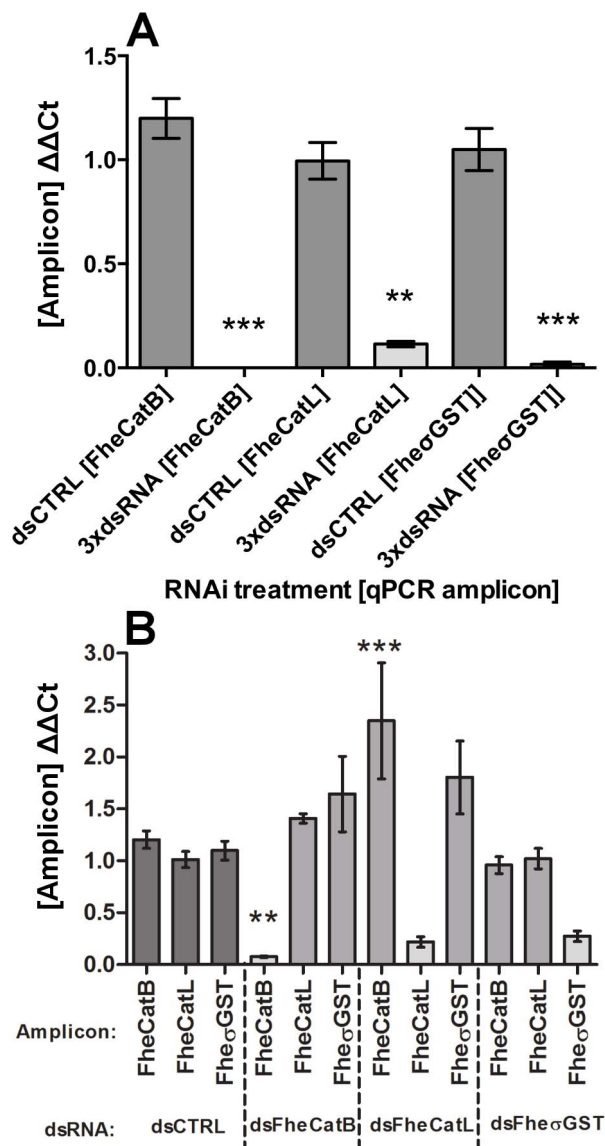 A
[Amplicon] ΔΔCt
1.5
1.0
0.5
0.0
***
**
***
dsCTRL [FheCatB]
3xdsRNA [FheCatB]
dsCTRL [FheCatL]
3xdsRNA [FheCatL]
dsCTRL [FheσGST]]
3xdsRNA [FheσGST]]
RNAi treatment [qPCR amplicon]
B
[Amplicon] ΔΔCt
3.0
2.5
2.0
1.5
1.0
0.5
0.0
**
***
Amplicon: FheCatB FheCatL FheσGST FheCatB FheCatL FheσGST FheCatB FheCatL FheσGST FheCatB FheCatL FheσGST
dsRNA: dsCTRL dsFheCatB dsFheCatL dsFheσGST